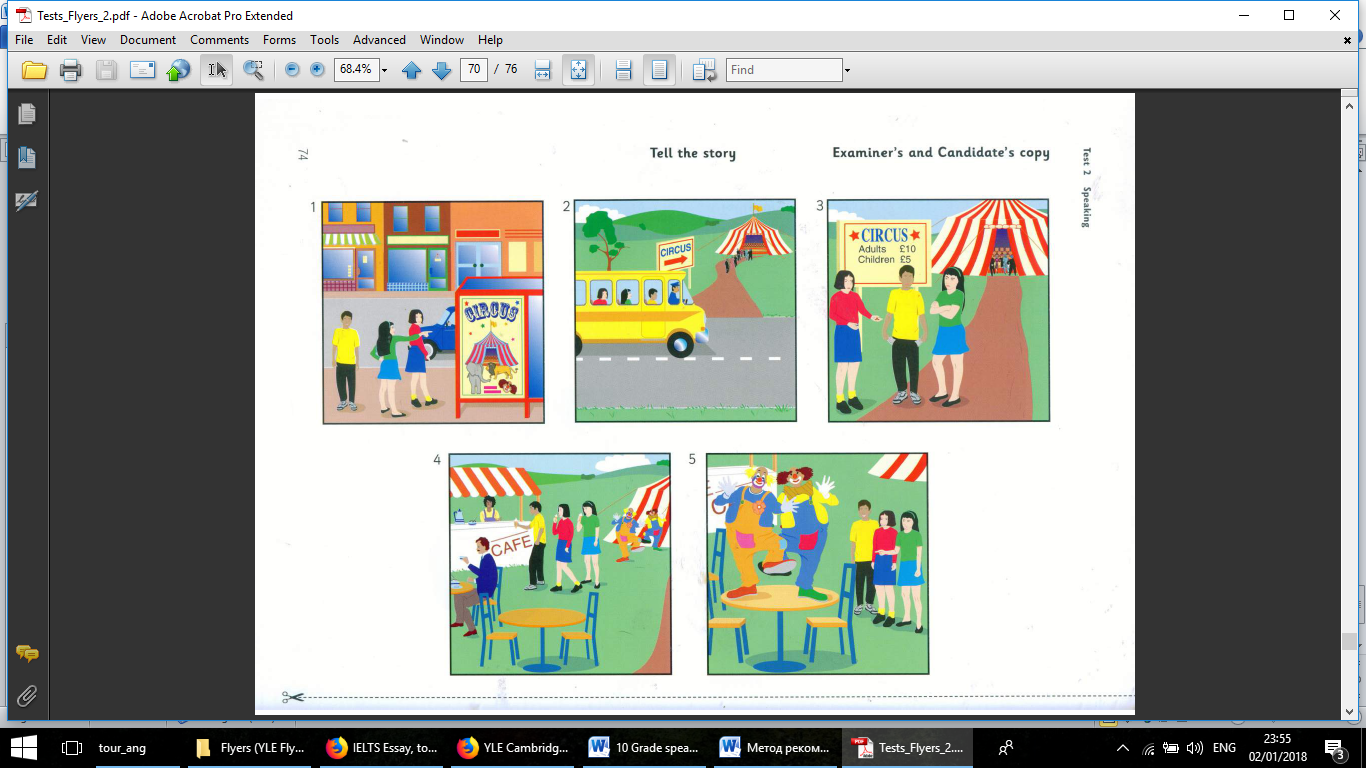 Tests_Flyers_2.pdf - Adobe Acrobat Pro Extended
File Edit View Document Comments Forms Tools Advanced Window Help
68.4% 70 / 76 Find
74
Tell the story
Examiner's and Candidate's copy
Test 2 Speaking
1
CIRCUS
2
CIRCUS
3
CIRCUS
Adults £10
Children £5
4
CAFE
5
C
tour_ang
Flyers (YLE Fly...
IELTS Essay, to...
YLE Cambridg...
10 Grade spea...
Метод реком...
Tests_Flyers_2....
ENG
23:55
02/01/2018
3